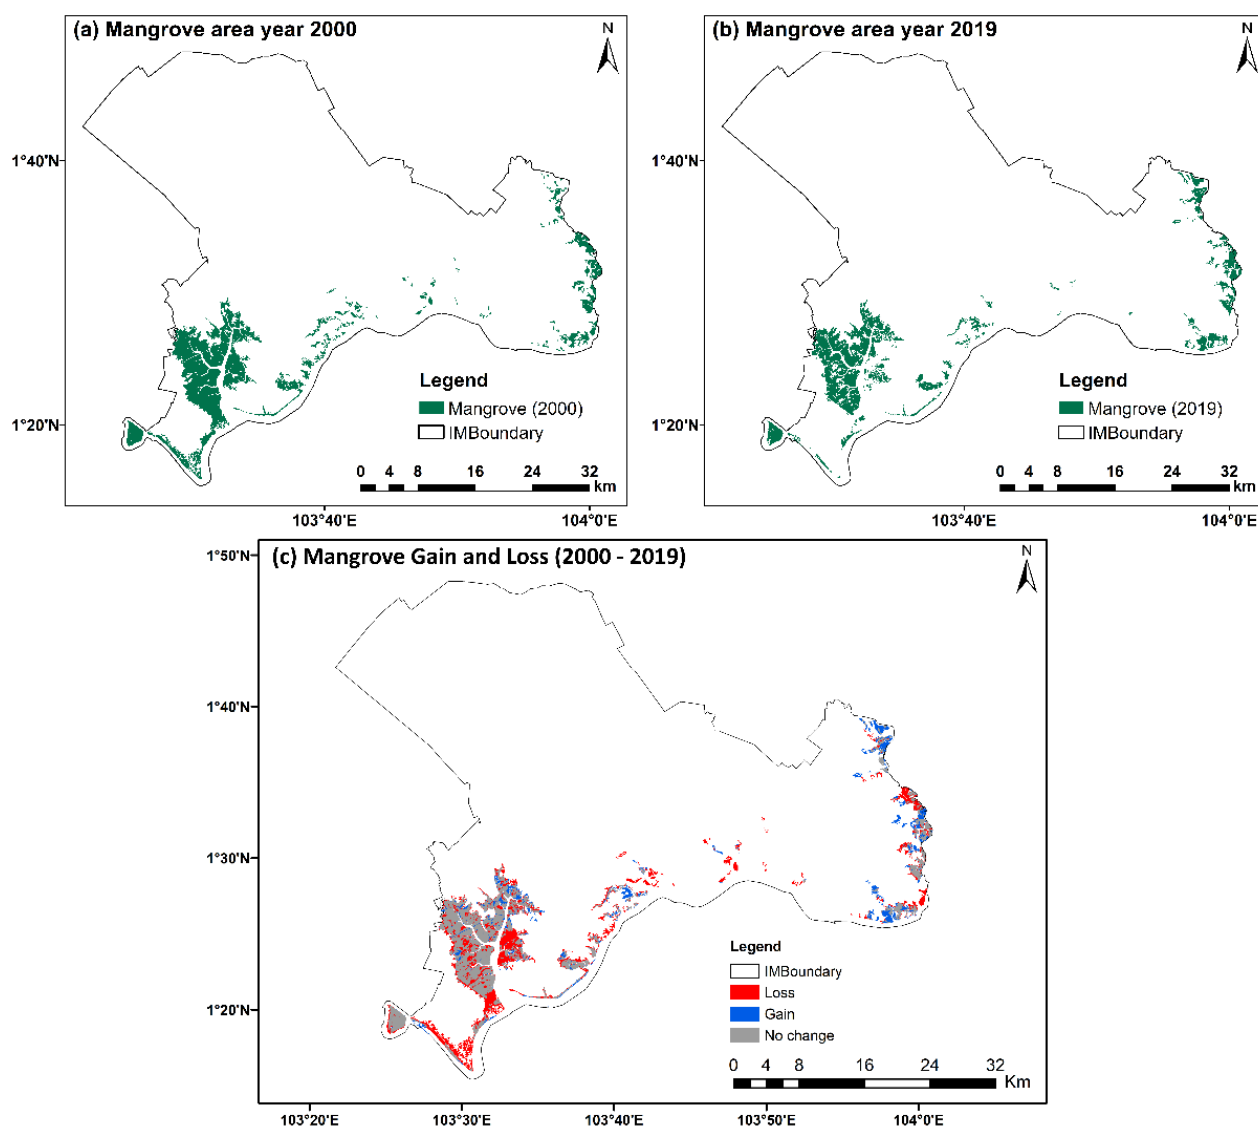 (a) Mangrove area year 2000
N
1°40'N
1°20'N
Legend
Mangrove (2000)
IMBoundary
0 4 8 16 24 32
km
103°40'E 104°0'E
(b) Mangrove area year 2019
N
1°40'N
1°20'N
Legend
Mangrove (2019)
IMBoundary
0 4 8 16 24 32
km
103°40'E 104°0'E
(c) Mangrove Gain and Loss (2000 - 2019)
N
1°50'N
1°40'N
1°30'N
1°20'N
Legend
IMBoundary
Loss
Gain
No change
0 4 8 16 24 32
Km
103°20'E 103°30'E 103°40'E 103°50'E 104°0'E